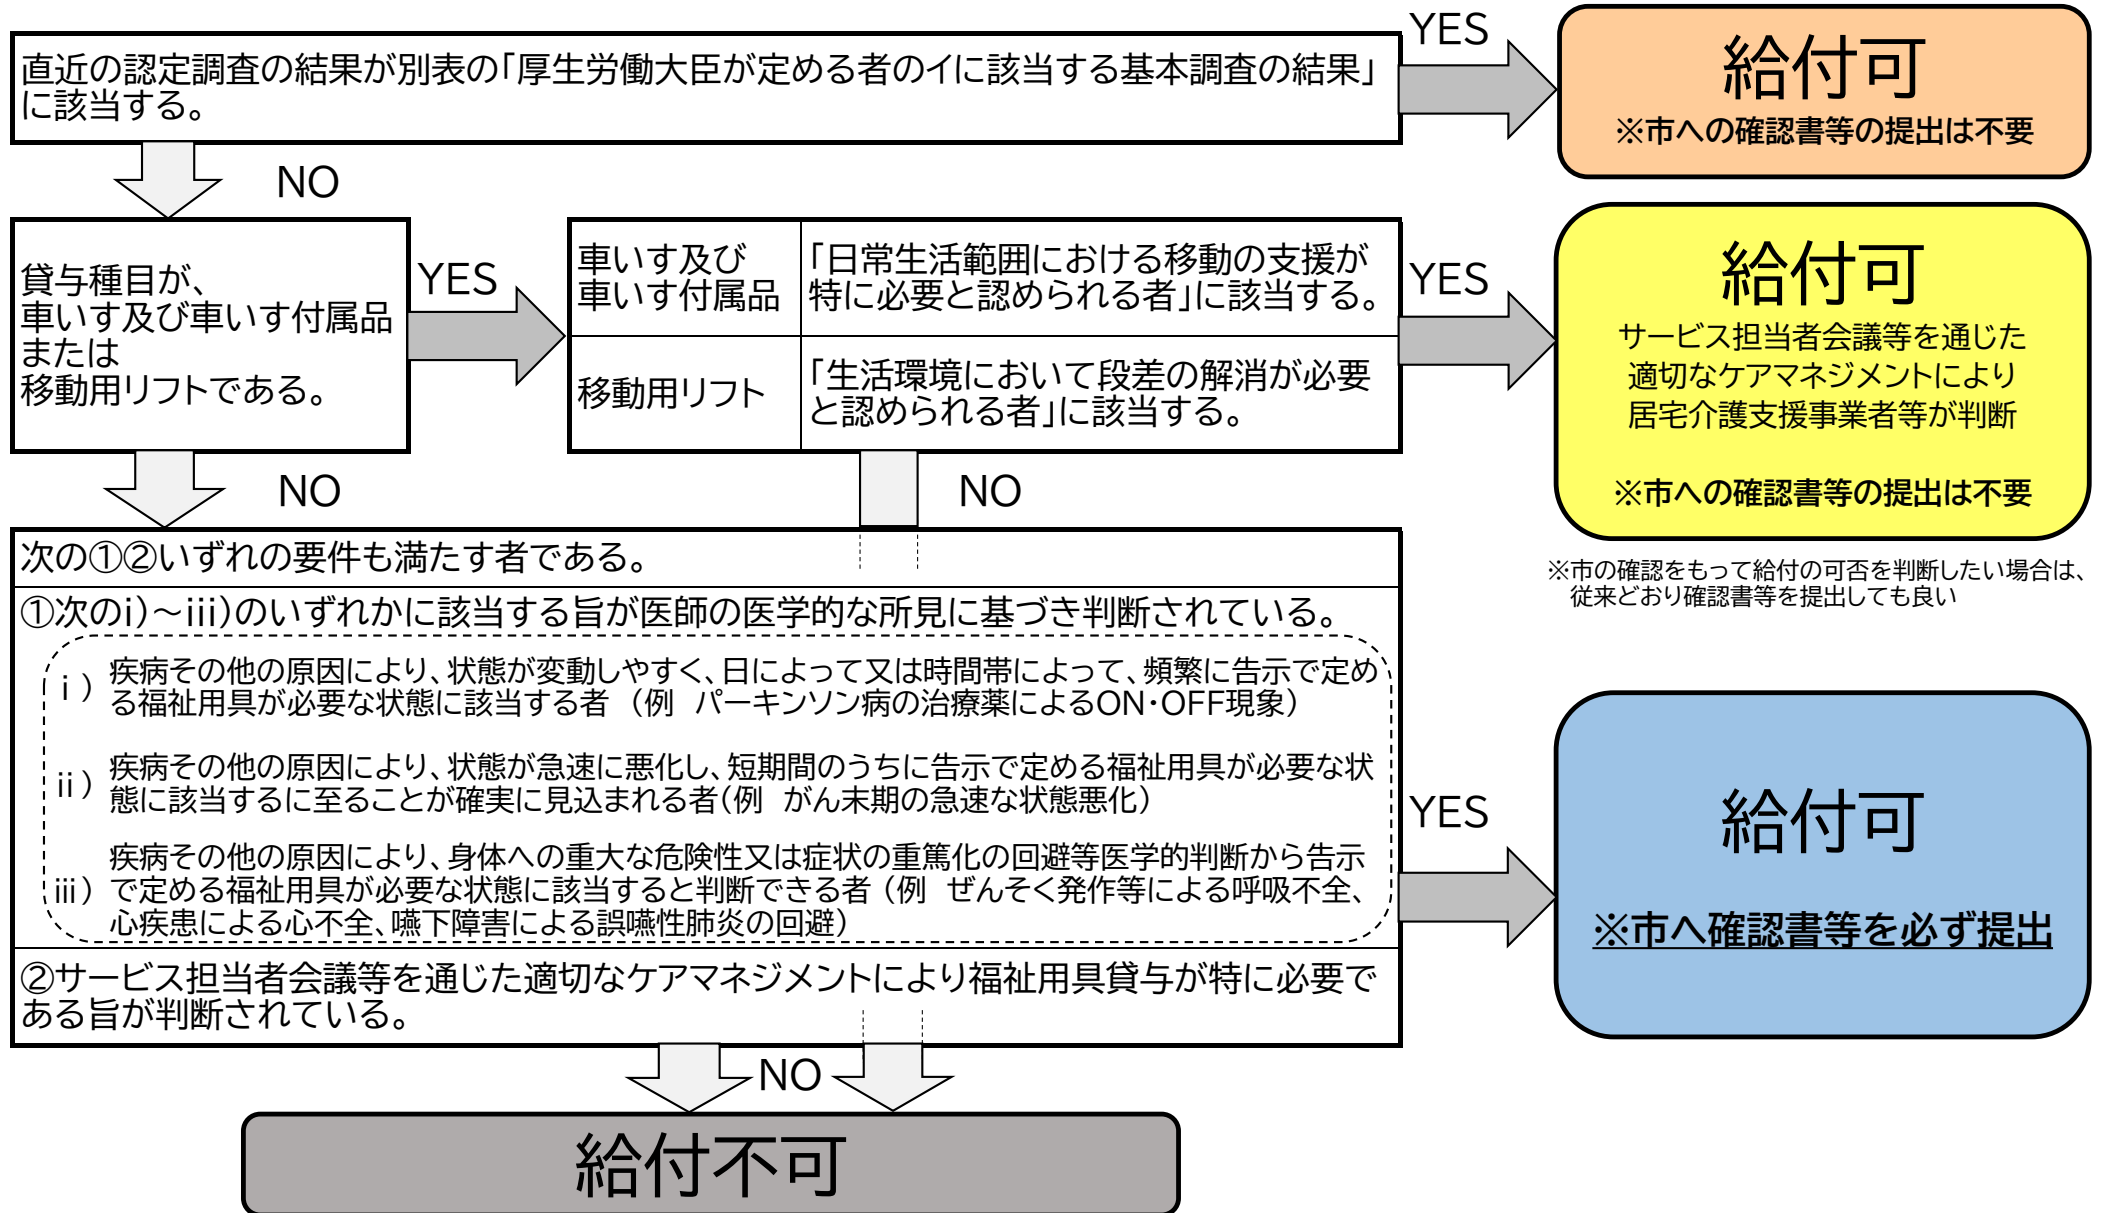 直近の認定調査の結果が別表の「厚生労働大臣が定める者のイに該当する基本調査の結果」
に該当する。
YES
給付可
※市への確認書等の提出は不要
NO
貸与種目が、
車いす及び車いす付属品
または
移動用リフトである。
YES
車いす及び
車いす付属品
「日常生活範囲における移動の支援が
特に必要と認められる者」に該当する。
移動用リフト
「生活環境において段差の解消が必要
と認められる者」に該当する。
YES
給付可
サービス担当者会議等を通じた
適切なケアマネジメントにより
居宅介護支援事業者等が判断
※市への確認書等の提出は不要
※市の確認をもって給付の可否を判断したい場合は、
従来どおり確認書等を提出しても良い
NO
NO
次の①②いずれの要件も満たす者である。
①次のi)～iii)のいずれかに該当する旨が医師の医学的な所見に基づき判断されている。
ⅰ) 疾病その他の原因により、状態が変動しやすく、日によって又は時間帯によって、頻繁に告示で定め
る福祉用具が必要な状態に該当する者 (例　パーキンソン病の治療薬によるON・OFF現象)
ⅱ) 疾病その他の原因により、状態が急速に悪化し、短期間のうちに告示で定める福祉用具が必要な状
態に該当するに至ることが確実に見込まれる者(例　がん末期の急速な状態悪化)
ⅲ) 疾病その他の原因により、身体への重大な危険性又は症状の重篤化の回避等医学的判断から告示
で定める福祉用具が必要な状態に該当すると判断できる者 (例　ぜんそく発作等による呼吸不全、
心疾患による心不全、嚥下障害による誤嚥性肺炎の回避)
②サービス担当者会議等を通じた適切なケアマネジメントにより福祉用具貸与が特に必要で
ある旨が判断されている。
YES
給付可
※市へ確認書等を必ず提出
NO
給付不可